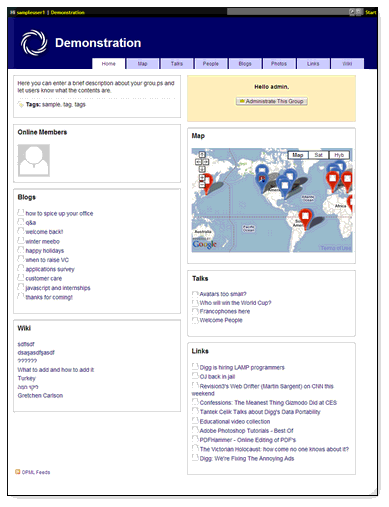 sampleuser1 | Demonstration
Start
Demonstration
Home
Map
Talks
People
Blogs
Photos
Links
Wiki
Here you can enter a brief description about your groups and
let users know what the contents are.
Tags: sample, tag, tags
Online Members
Blogs
how to spice up your office
q&a
welcome back!
winter meebo
happy holidays
when to raise VC
applications survey
customer care
javascript and internships
thanks for coming!
Wiki
sdfsdf
dsaşasdfşasdf
??????
What to add and how to add it
Turkey
Gretchen Carlson
OPML Feeds
Hello admin,
Administrate This Group
Map
Map
Sat
Hyb
Atlantic
Ocean
Pacific
Ocean
Australia
Google
Terms of Use
Talks
Avatars too small?
Who will win the World Cup?
Francophones here
Welcome People
Links
Digg is hiring LAMP programmers
OJ back in jail
Revision3's Web Drifter (Martin Sargent) on CNN this
weekend
Confessions: The Meanest Thing Gizmodo Did at CES
Tantek Celik Talks about Digg's Data Portability
Educational video collection
Adobe Photoshop Tutorials - Best Of
PDFHammer - Online Editing of PDF's
The Victorian Holocaust: how come no one knows about it?
Digg: We're Fixing The Annoying Ads